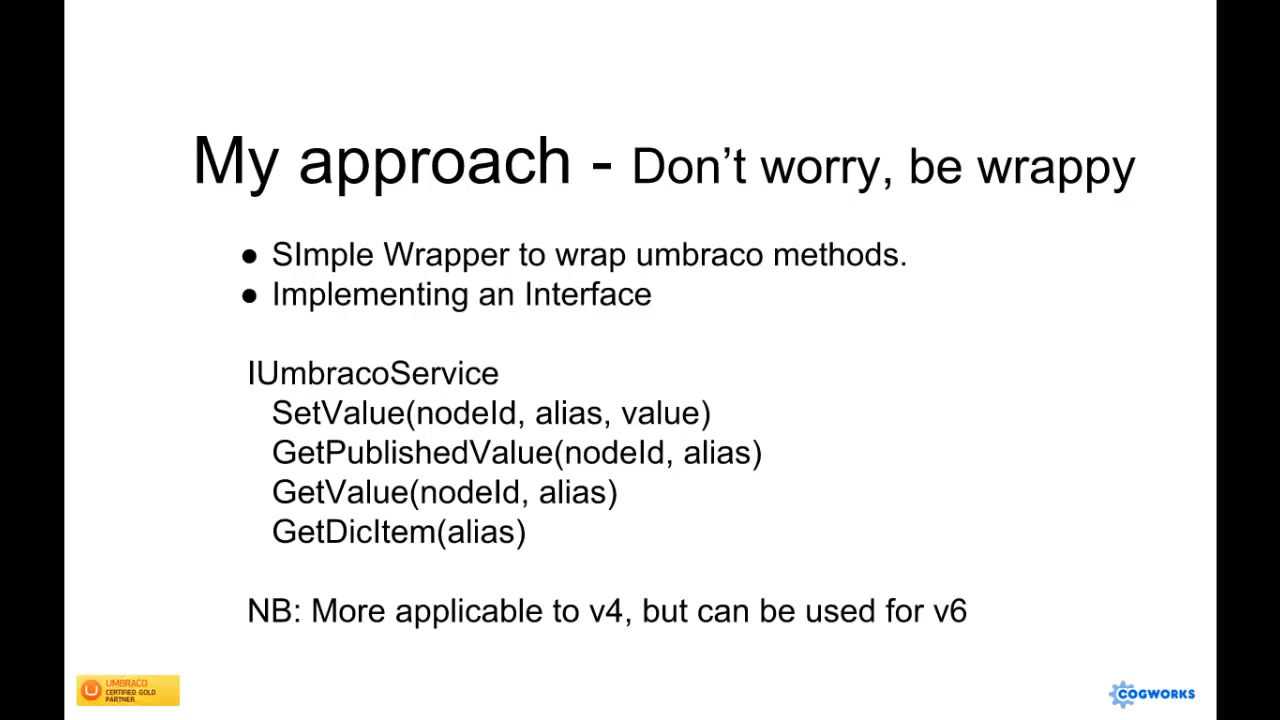 My approach - Don’t worry, be wrappy
● SImple Wrapper to wrap umbraco methods.
● Implementing an Interface
IUmbracoService
SetValue(nodeId, alias, value)
GetPublishedValue(nodeId, alias)
GetValue(nodeId, alias)
GetDicItem(alias)
NB: More applicable to v4, but can be used for v6
UMBRACO
CERTIFIED GOLD
PARTNER
COGWORKS